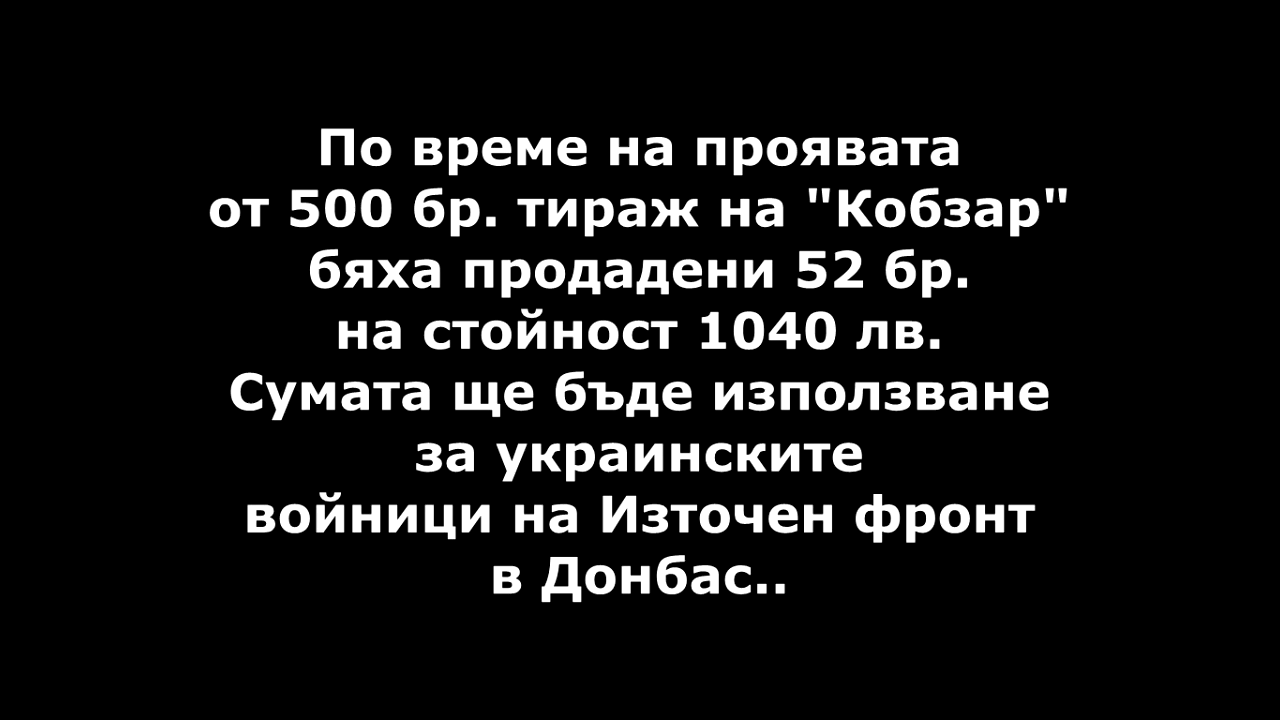 По време на проявата
от 500 бр. тираж на "Кобзар"
бяха продадени 52 бр.
на стойност 1040 лв.
Сумата ще бъде използване
за украинските
войници на Източен фронт
в Донбас..